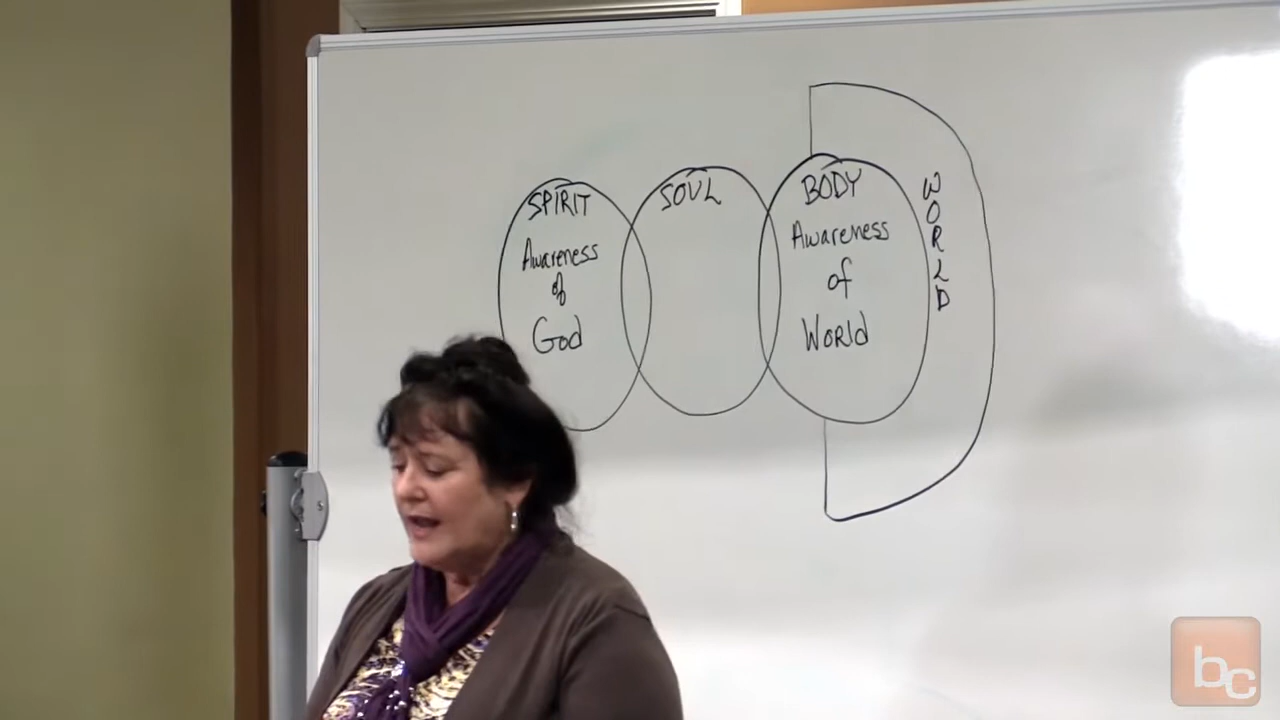 SPIRIT
Awareness
of
God
SOUL
BODY
Awareness
of
World
WORLD
bc